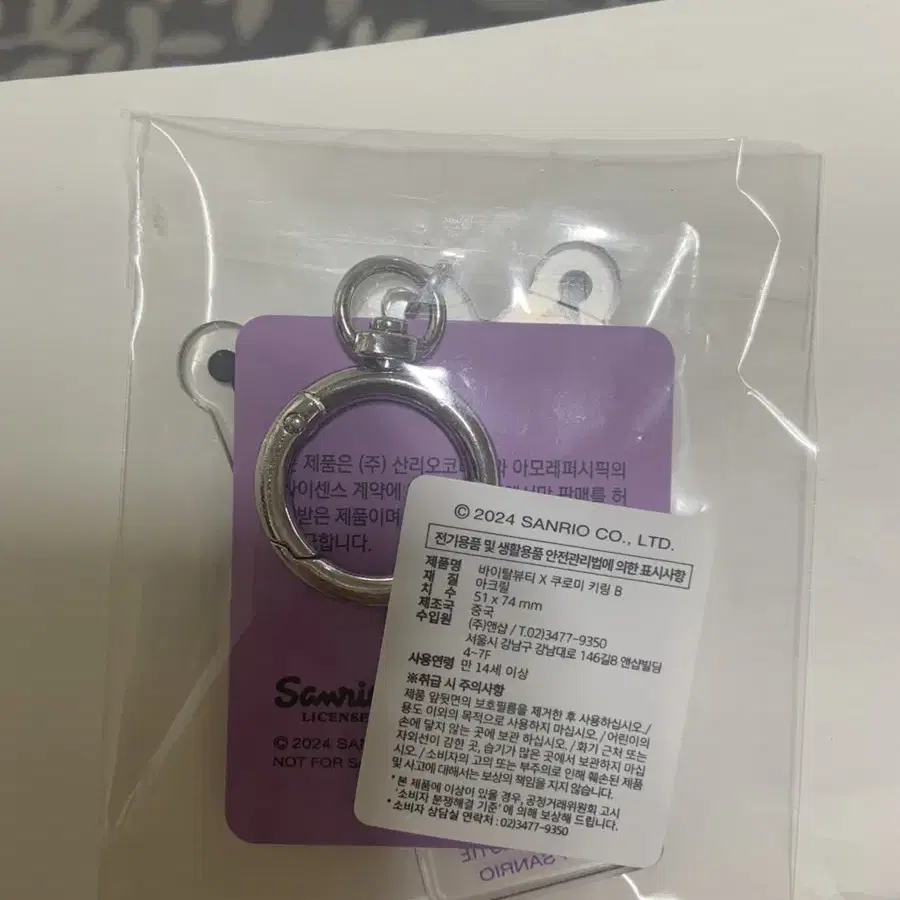 제품은 (주) 산리오코 아모레퍼시픽의
이센스 계약에 서만 판매를 허
받은 제품이며
합니다.
Sanrio
LICENSE
© 2024 SAN
NOT FOR SA
© 2024 SANRIO CO., LTD.
전기용품 및 생활용품 안전관리법에 의한 표시사항
제품명 바이탈뷰티 X 쿠로미 키링 B
재 질 아크릴
치 수 51 x 74 mm
제조국 중국
수입원 (주)앤샵 / T.02)3477-9350
서울시 강남구 강남대로 146길8 앤샵빌딩
4~7F
사용연령 만 14세 이상
※취급 시 주의사항
제품 앞뒷면의 보호필름을 제거한 후 사용하십시오./
용도 이외의 목적으로 사용하지 마십시오. / 어린이의
손에 닿지 않는 곳에 보관 하십시오. / 화기 근처 또는
자외선이 강한 곳, 습기가 많은 곳에서 보관하지 마십
시오. / 소비자의 고의 또는 부주의로 인해 훼손된 제품
및 사고에 대해서는 보상의 책임을 지지 않습니다.
* 본 제품에 이상이 있을 경우, 공정거래위원회 고시
'소비자 분쟁해결 기준' 에 의해 보상해 드립니다.
* 소비자 상담실 연락처 : 02)3477-9350
SANRIO